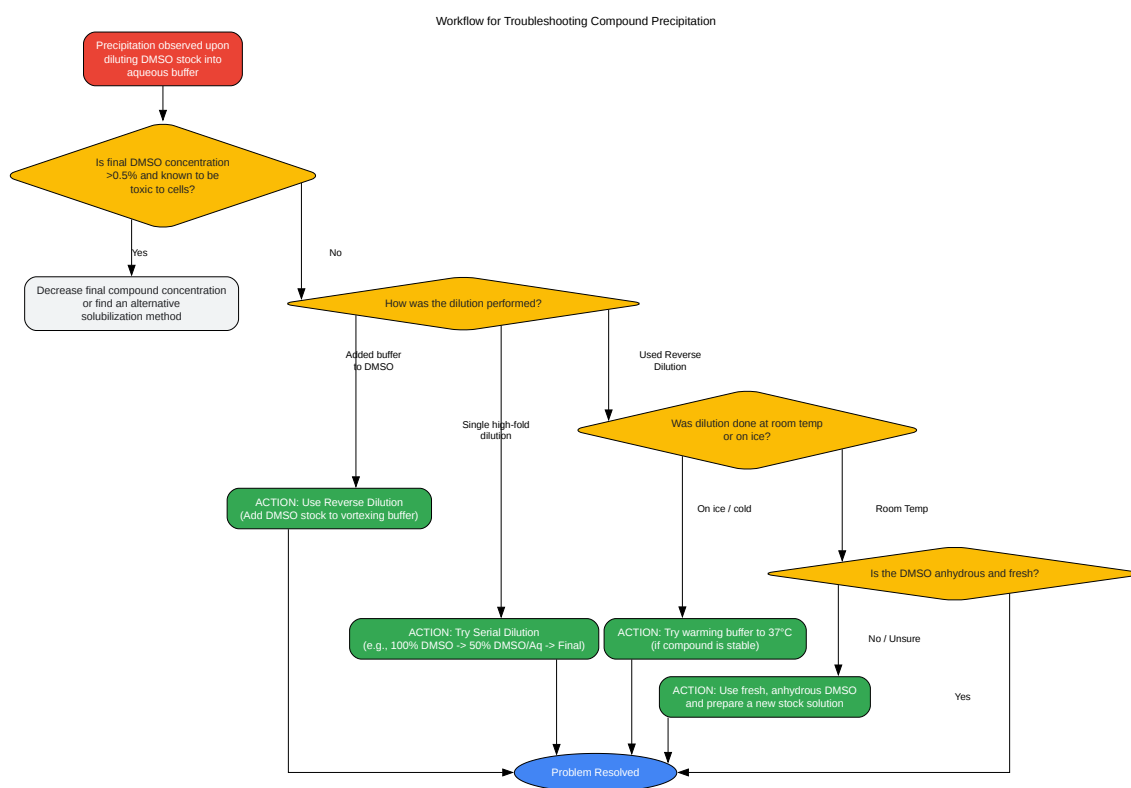 Workflow for Troubleshooting Compound Precipitation
Precipitation observed upon
diluting DMSO stock into
aqueous buffer
Is final DMSO concentration
>0.5% and known to be
toxic to cells?
Yes
No
Decrease final compound concentration
or find an alternative
solubilization method
How was the dilution performed?
Added buffer
to DMSO
Used Reverse
Dilution
Single high-fold
dilution
Was dilution done at room temp
or on ice?
ACTION: Use Reverse Dilution
(Add DMSO stock to vortexing buffer)
On ice / cold
Room Temp
Is the DMSO anhydrous and fresh?
ACTION: Try Serial Dilution
(e.g., 100% DMSO -> 50% DMSO/Aq -> Final)
ACTION: Try warming buffer to 37°C
(if compound is stable)
No / Unsure
ACTION: Use fresh, anhydrous DMSO
and prepare a new stock solution
Yes
Problem Resolved